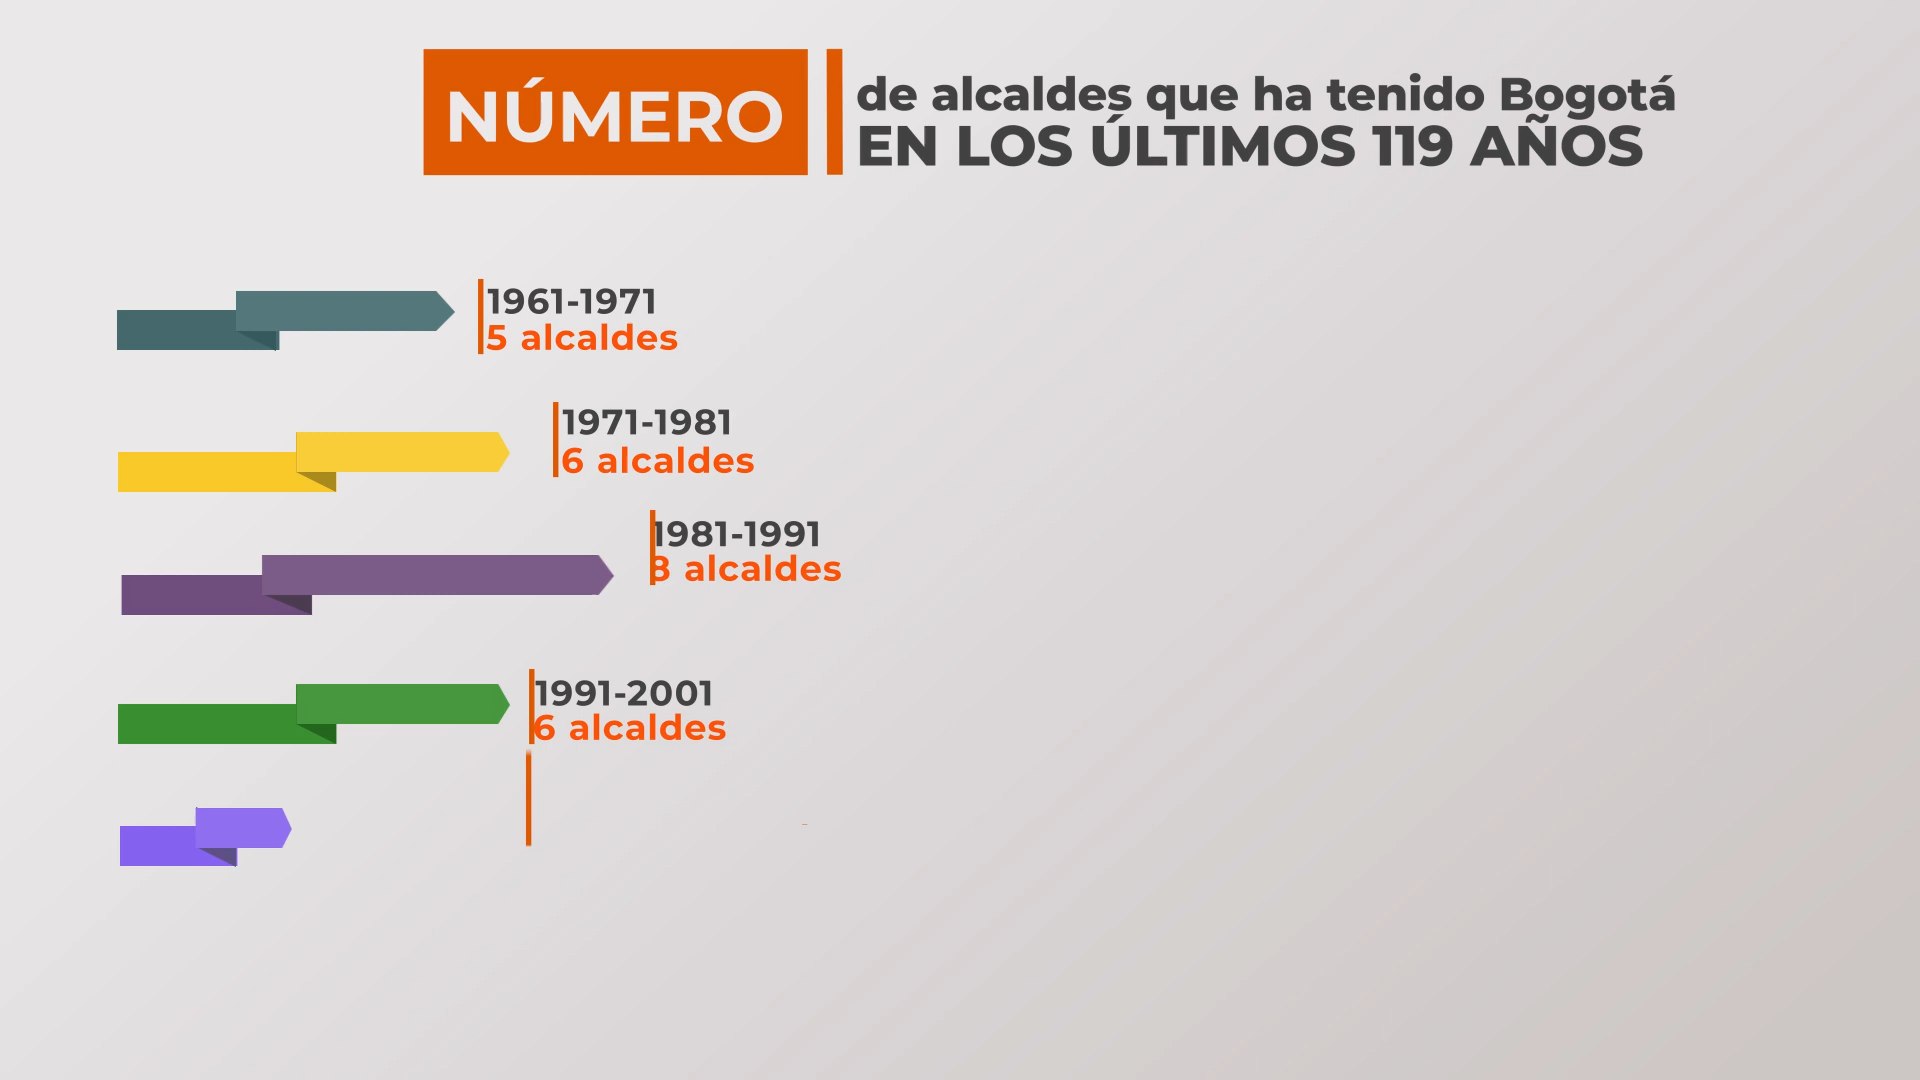 NÚMERO
de alcaldes que ha tenido Bogotá
EN LOS ÚLTIMOS 119 AÑOS
1961-1971
5 alcaldes
1971-1981
6 alcaldes
1981-1991
8 alcaldes
1991-2001
6 alcaldes